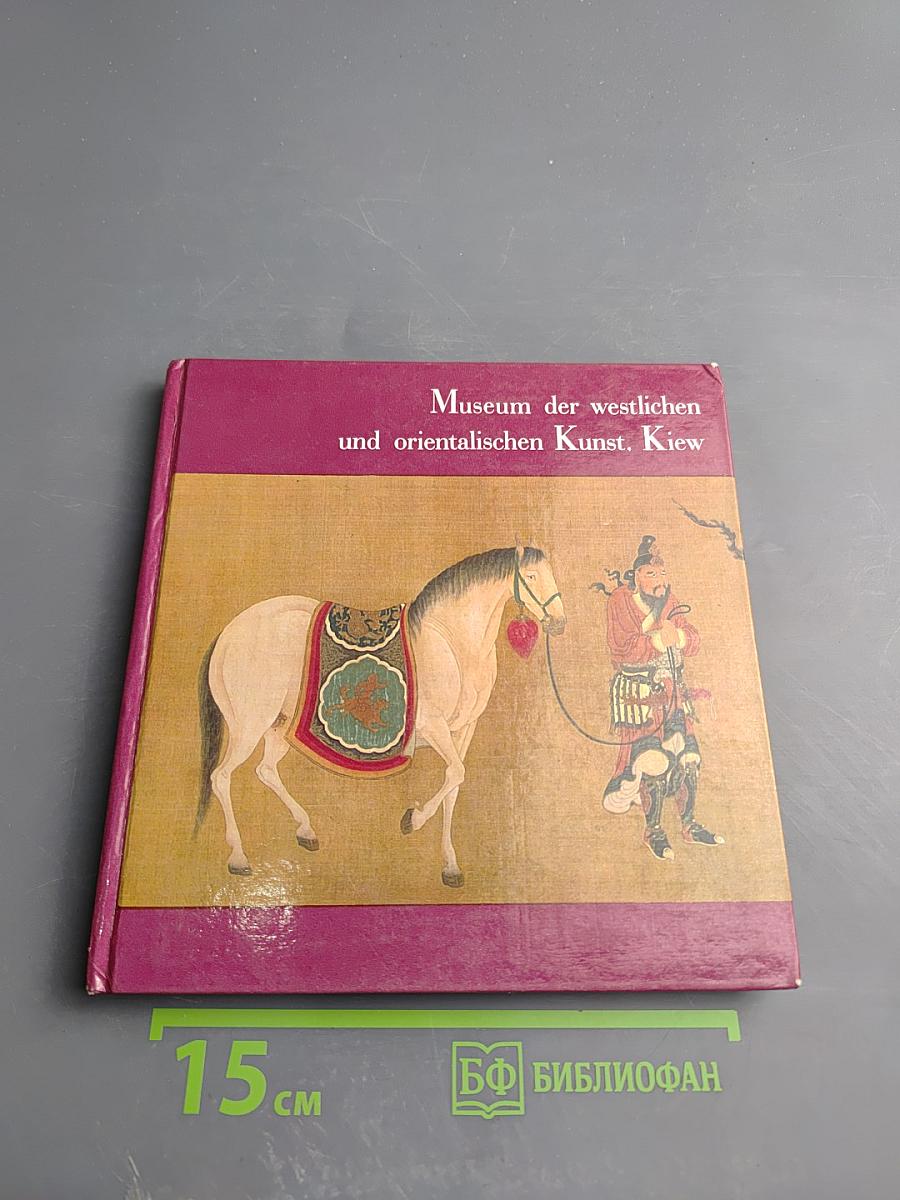 Museum der westlichen
und orientalischen Kunst, Kiew
15 см
БФ БИБЛИОФАН